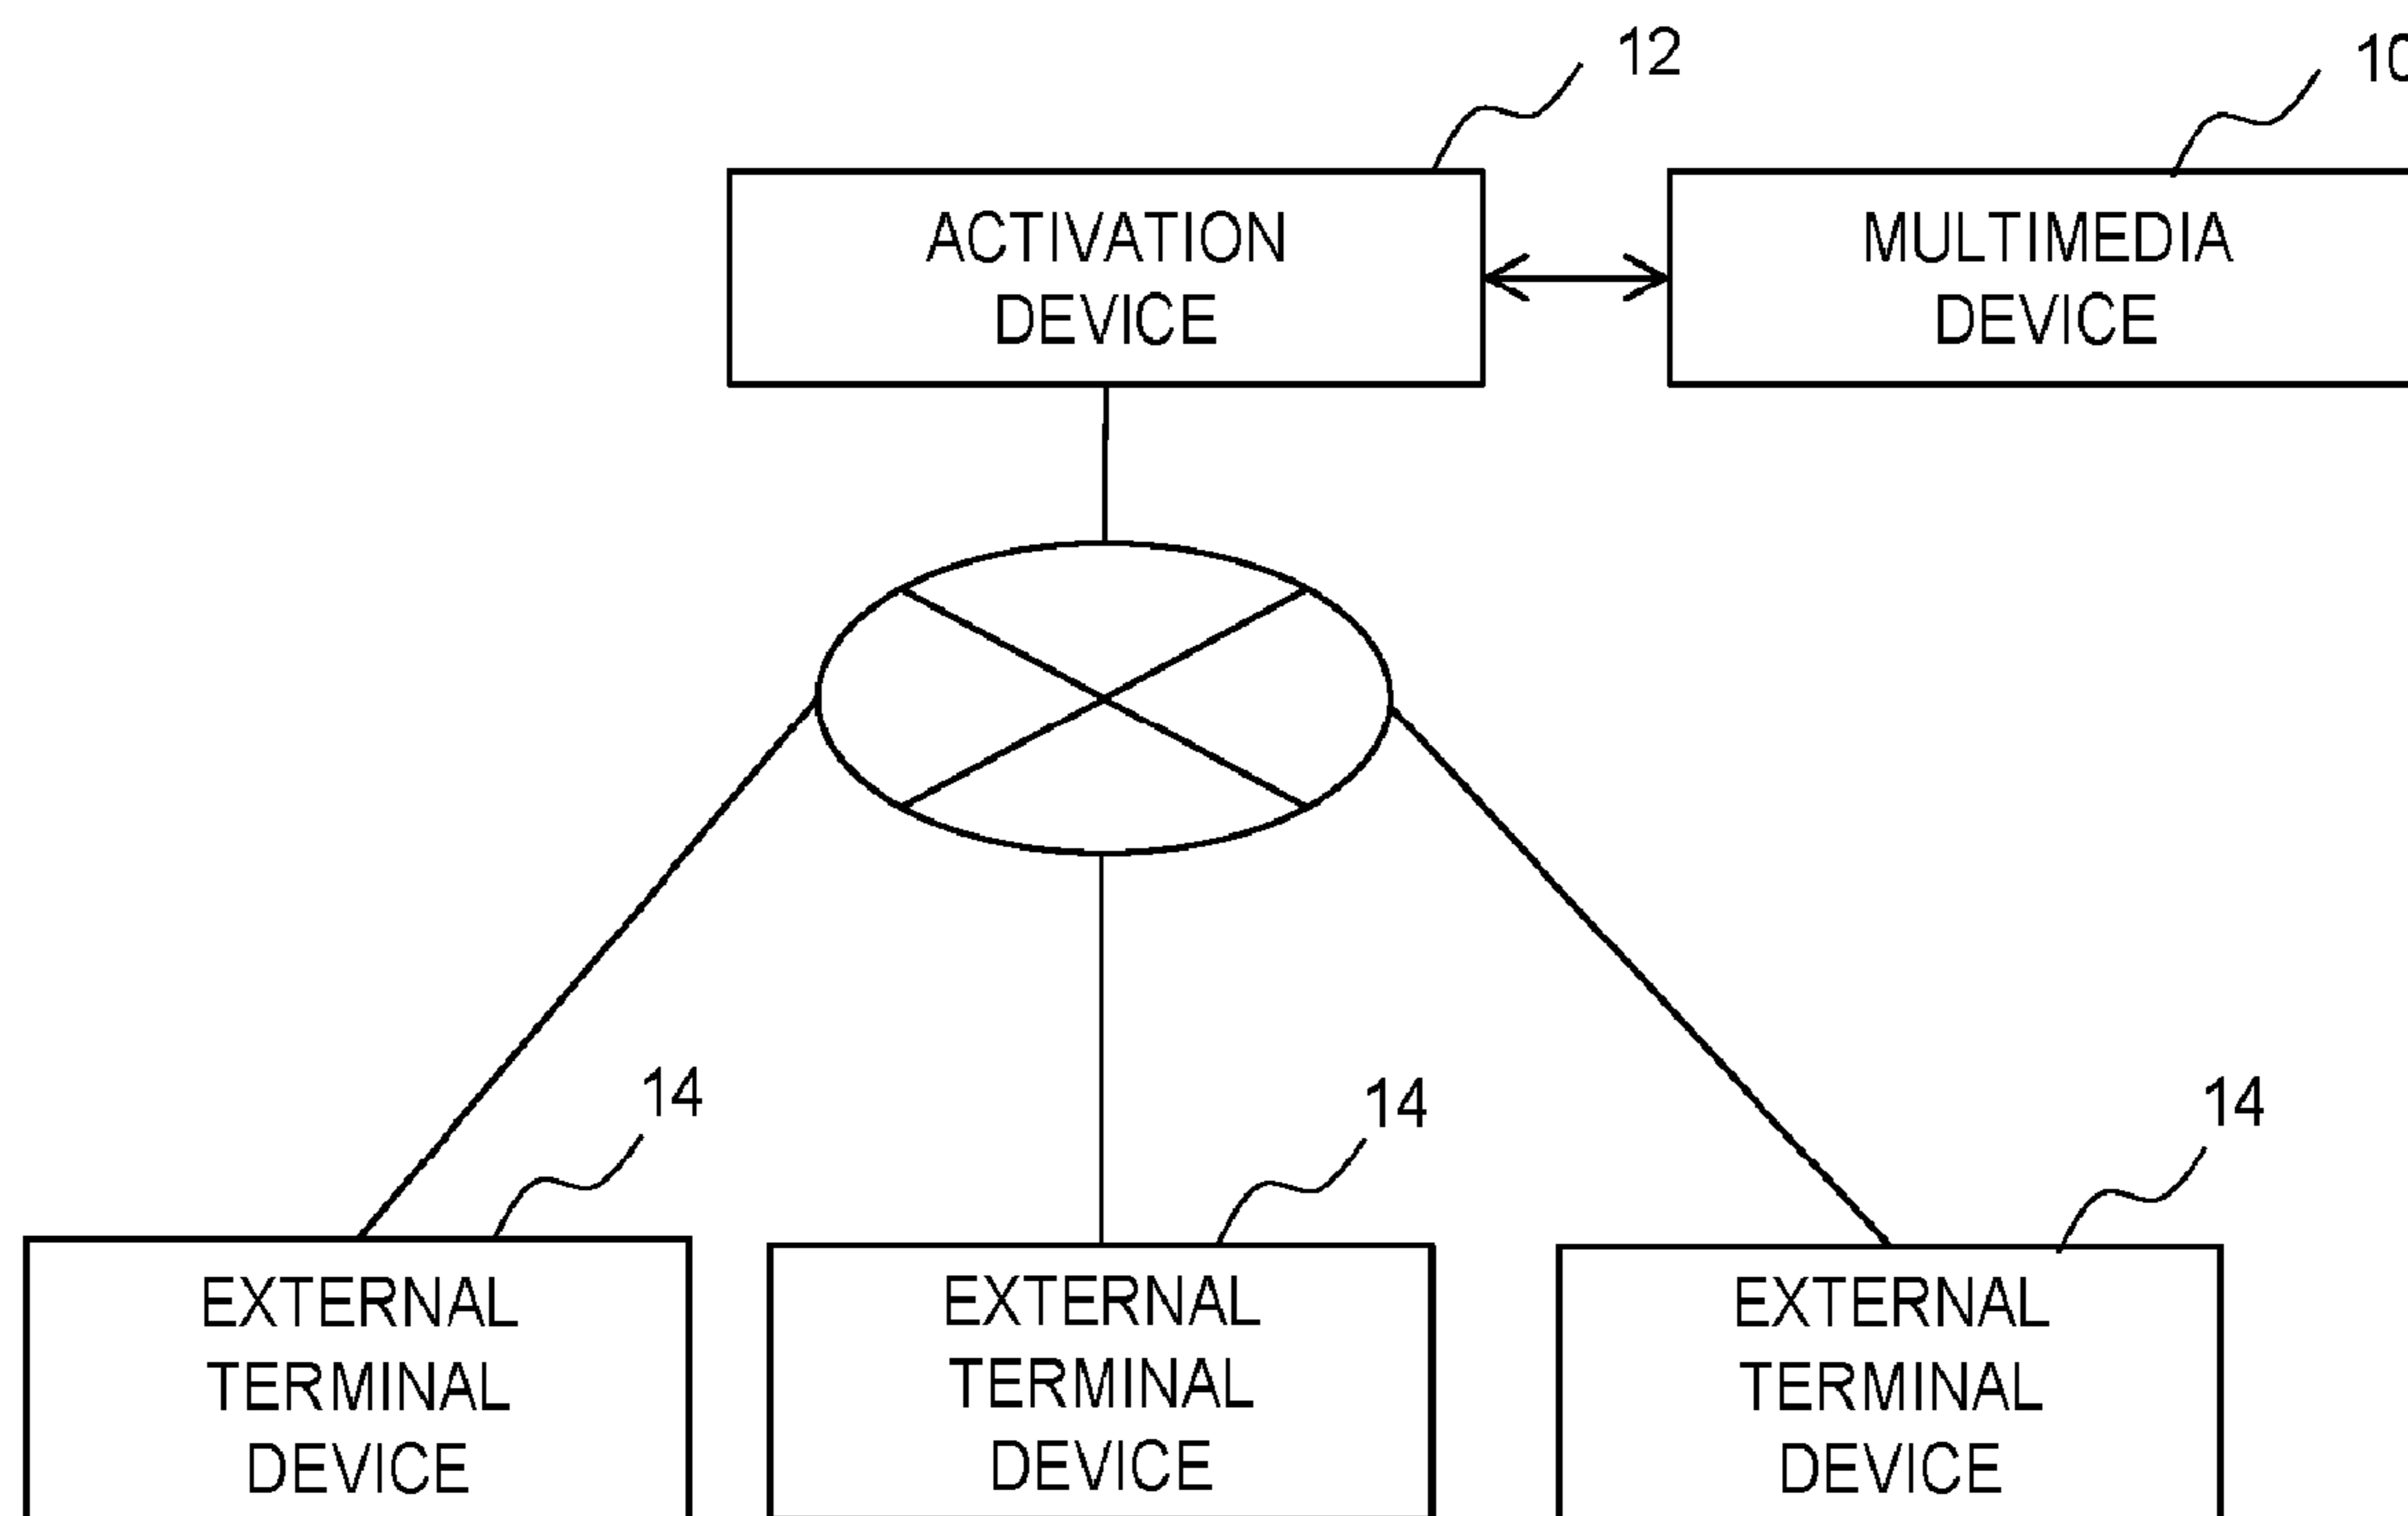 12
10
ACTIVATION
DEVICE
MULTIMEDIA
DEVICE
14
14
14
EXTERNAL
TERMINAL
DEVICE
EXTERNAL
TERMINAL
DEVICE
EXTERNAL
TERMINAL
DEVICE